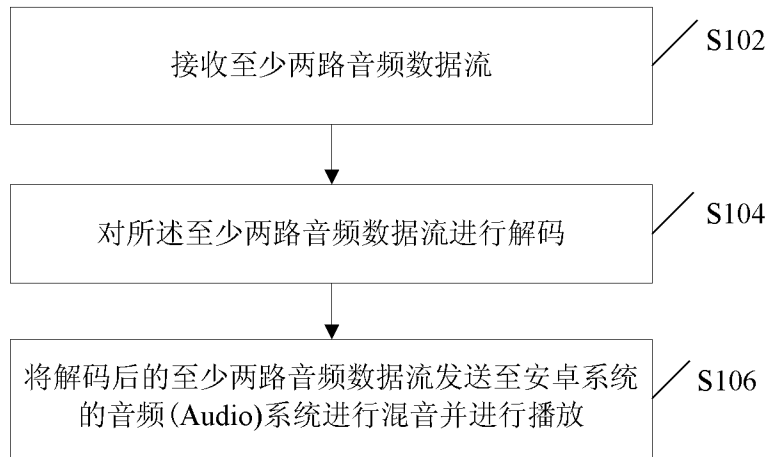 接收至少两路音频数据流
S102
对所述至少两路音频数据流进行解码
S104
将解码后的至少两路音频数据流发送至安卓系统
的音频(Audio)系统进行混音并进行播放
S106